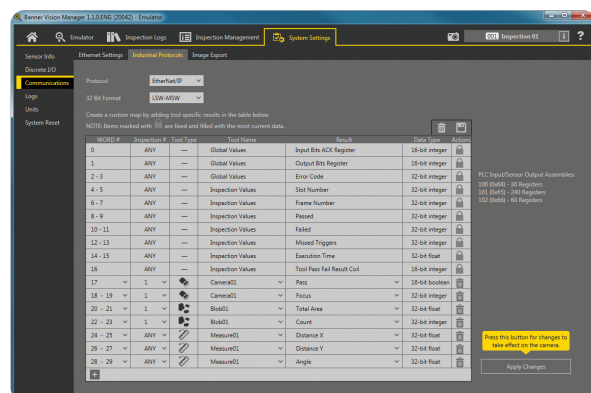 Banner Vision Manager 1.1.0.ENG (20042) - Emulator
Emulator
Inspection Logs
Inspection Management
System Settings
001 Inspection 01
?
Sensor Info
Discrete I/O
Communications
Logs
Units
System Reset
Ethernet Settings Industrial Protocols Image Export
Protocol EtherNet/IP
32 Bit Format LSW-MSW
Create a custom map by adding tool specific results in the table below.
NOTE: Items marked with are fixed and filled with the most current data.
WORD # Inspection # Tool Type Tool Name Result Data Type Actions
0 ANY — Global Values Input Bits ACK Register 16-bit integer
1 ANY — Global Values Output Bits Register 16-bit integer
2 - 3 ANY — Global Values Error Code 32-bit integer
4 - 5 ANY — Inspection Values Slot Number 32-bit integer
6 - 7 ANY — Inspection Values Frame Number 32-bit integer
8 - 9 ANY — Inspection Values Passed 32-bit integer
10 - 11 ANY — Inspection Values Failed 32-bit integer
12 - 13 ANY — Inspection Values Missed Triggers 32-bit integer
14 - 15 ANY — Inspection Values Execution Time 32-bit float
16 ANY — Inspection Values Tool Pass Fail Result Coil 16-bit integer
17 1 Camera01 Pass 16-bit boolean
18 - 19 1 Camera01 Focus 32-bit integer
20 - 21 1 Blob01 Total Area 32-bit float
22 - 23 1 Blob01 Count 32-bit integer
24 - 25 ANY Measure01 Distance X 32-bit float
26 - 27 ANY Measure01 Distance Y 32-bit float
28 - 29 ANY Measure01 Angle 32-bit float
PLC Input/Sensor Output Assemblies:
100 (0x64) - 30 Registers
101 (0x65) - 240 Registers
102 (0x66) - 60 Registers
Press this button for changes to
take effect on the camera.
Apply Changes